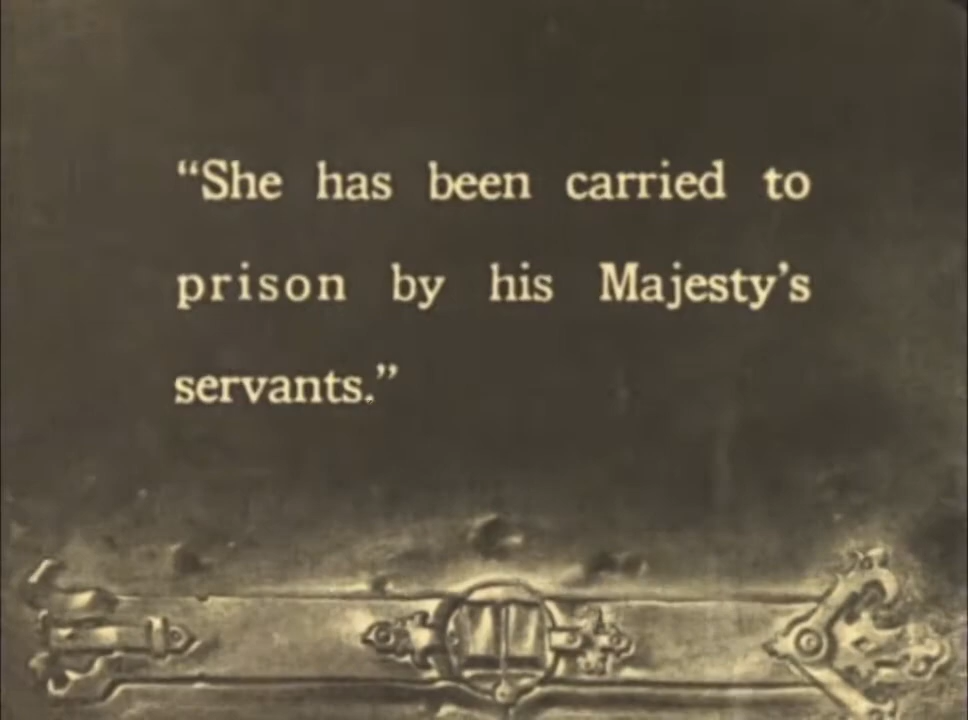 “She has been carried to
prison by his Majesty’s
servants.”